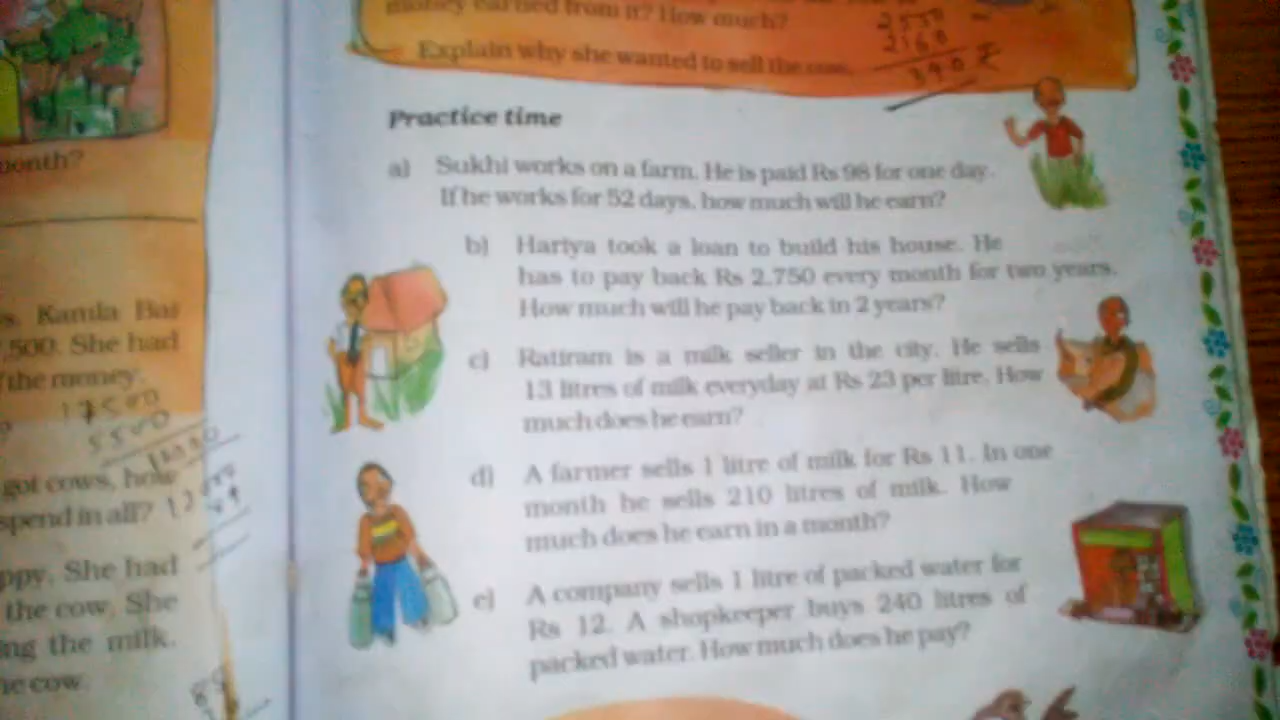 money earned from it? How much?
Explain why she wanted to sell the cow.
2550
2160
390
Practice time
a) Sukhi works on a farm. He is paid Rs 98 for one day.
If he works for 52 days, how much will he earn?
b) Hariya took a loan to build his house. He
has to pay back Rs 2,750 every month for two years.
How much will he pay back in 2 years?
c) Ratiram is a milk seller in the city. He sells
13 litres of milk everyday at Rs 23 per litre. How
much does he earn?
d) A farmer sells 1 litre of milk for Rs 11. In one
month he sells 210 litres of milk. How
much does he earn in a month?
e) A company sells 1 litre of packed water for
Rs 12. A shopkeeper buys 240 litres of
packed water. How much does he pay?
month?
s. Kamla Bai
,500. She had
the money.
17500
5500
got cows, how
spend in all?
ppy. She had
the cow. She
ng the milk.
he cow.